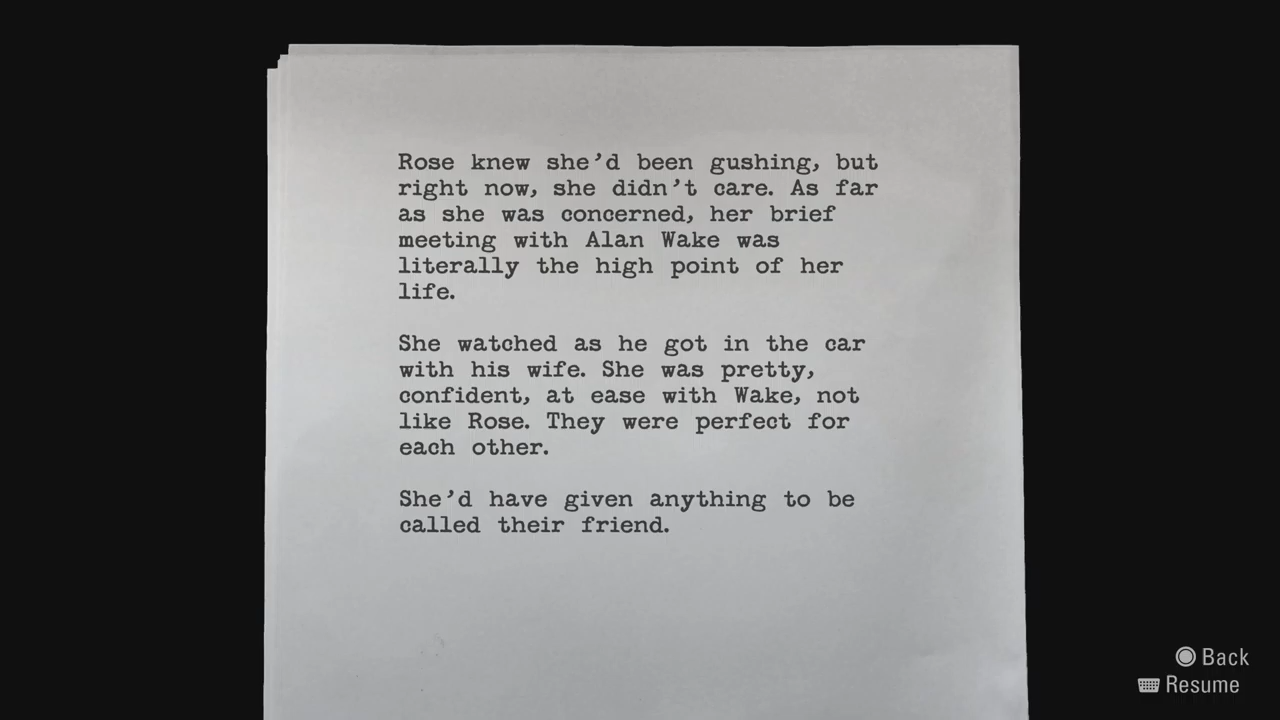 Rose knew she’d been gushing, but
right now, she didn’t care. As far
as she was concerned, her brief
meeting with Alan Wake was
literally the high point of her
life.
She watched as he got in the car
with his wife. She was pretty,
confident, at ease with Wake, not
like Rose. They were perfect for
each other.
She’d have given anything to be
called their friend.
Back
Resume